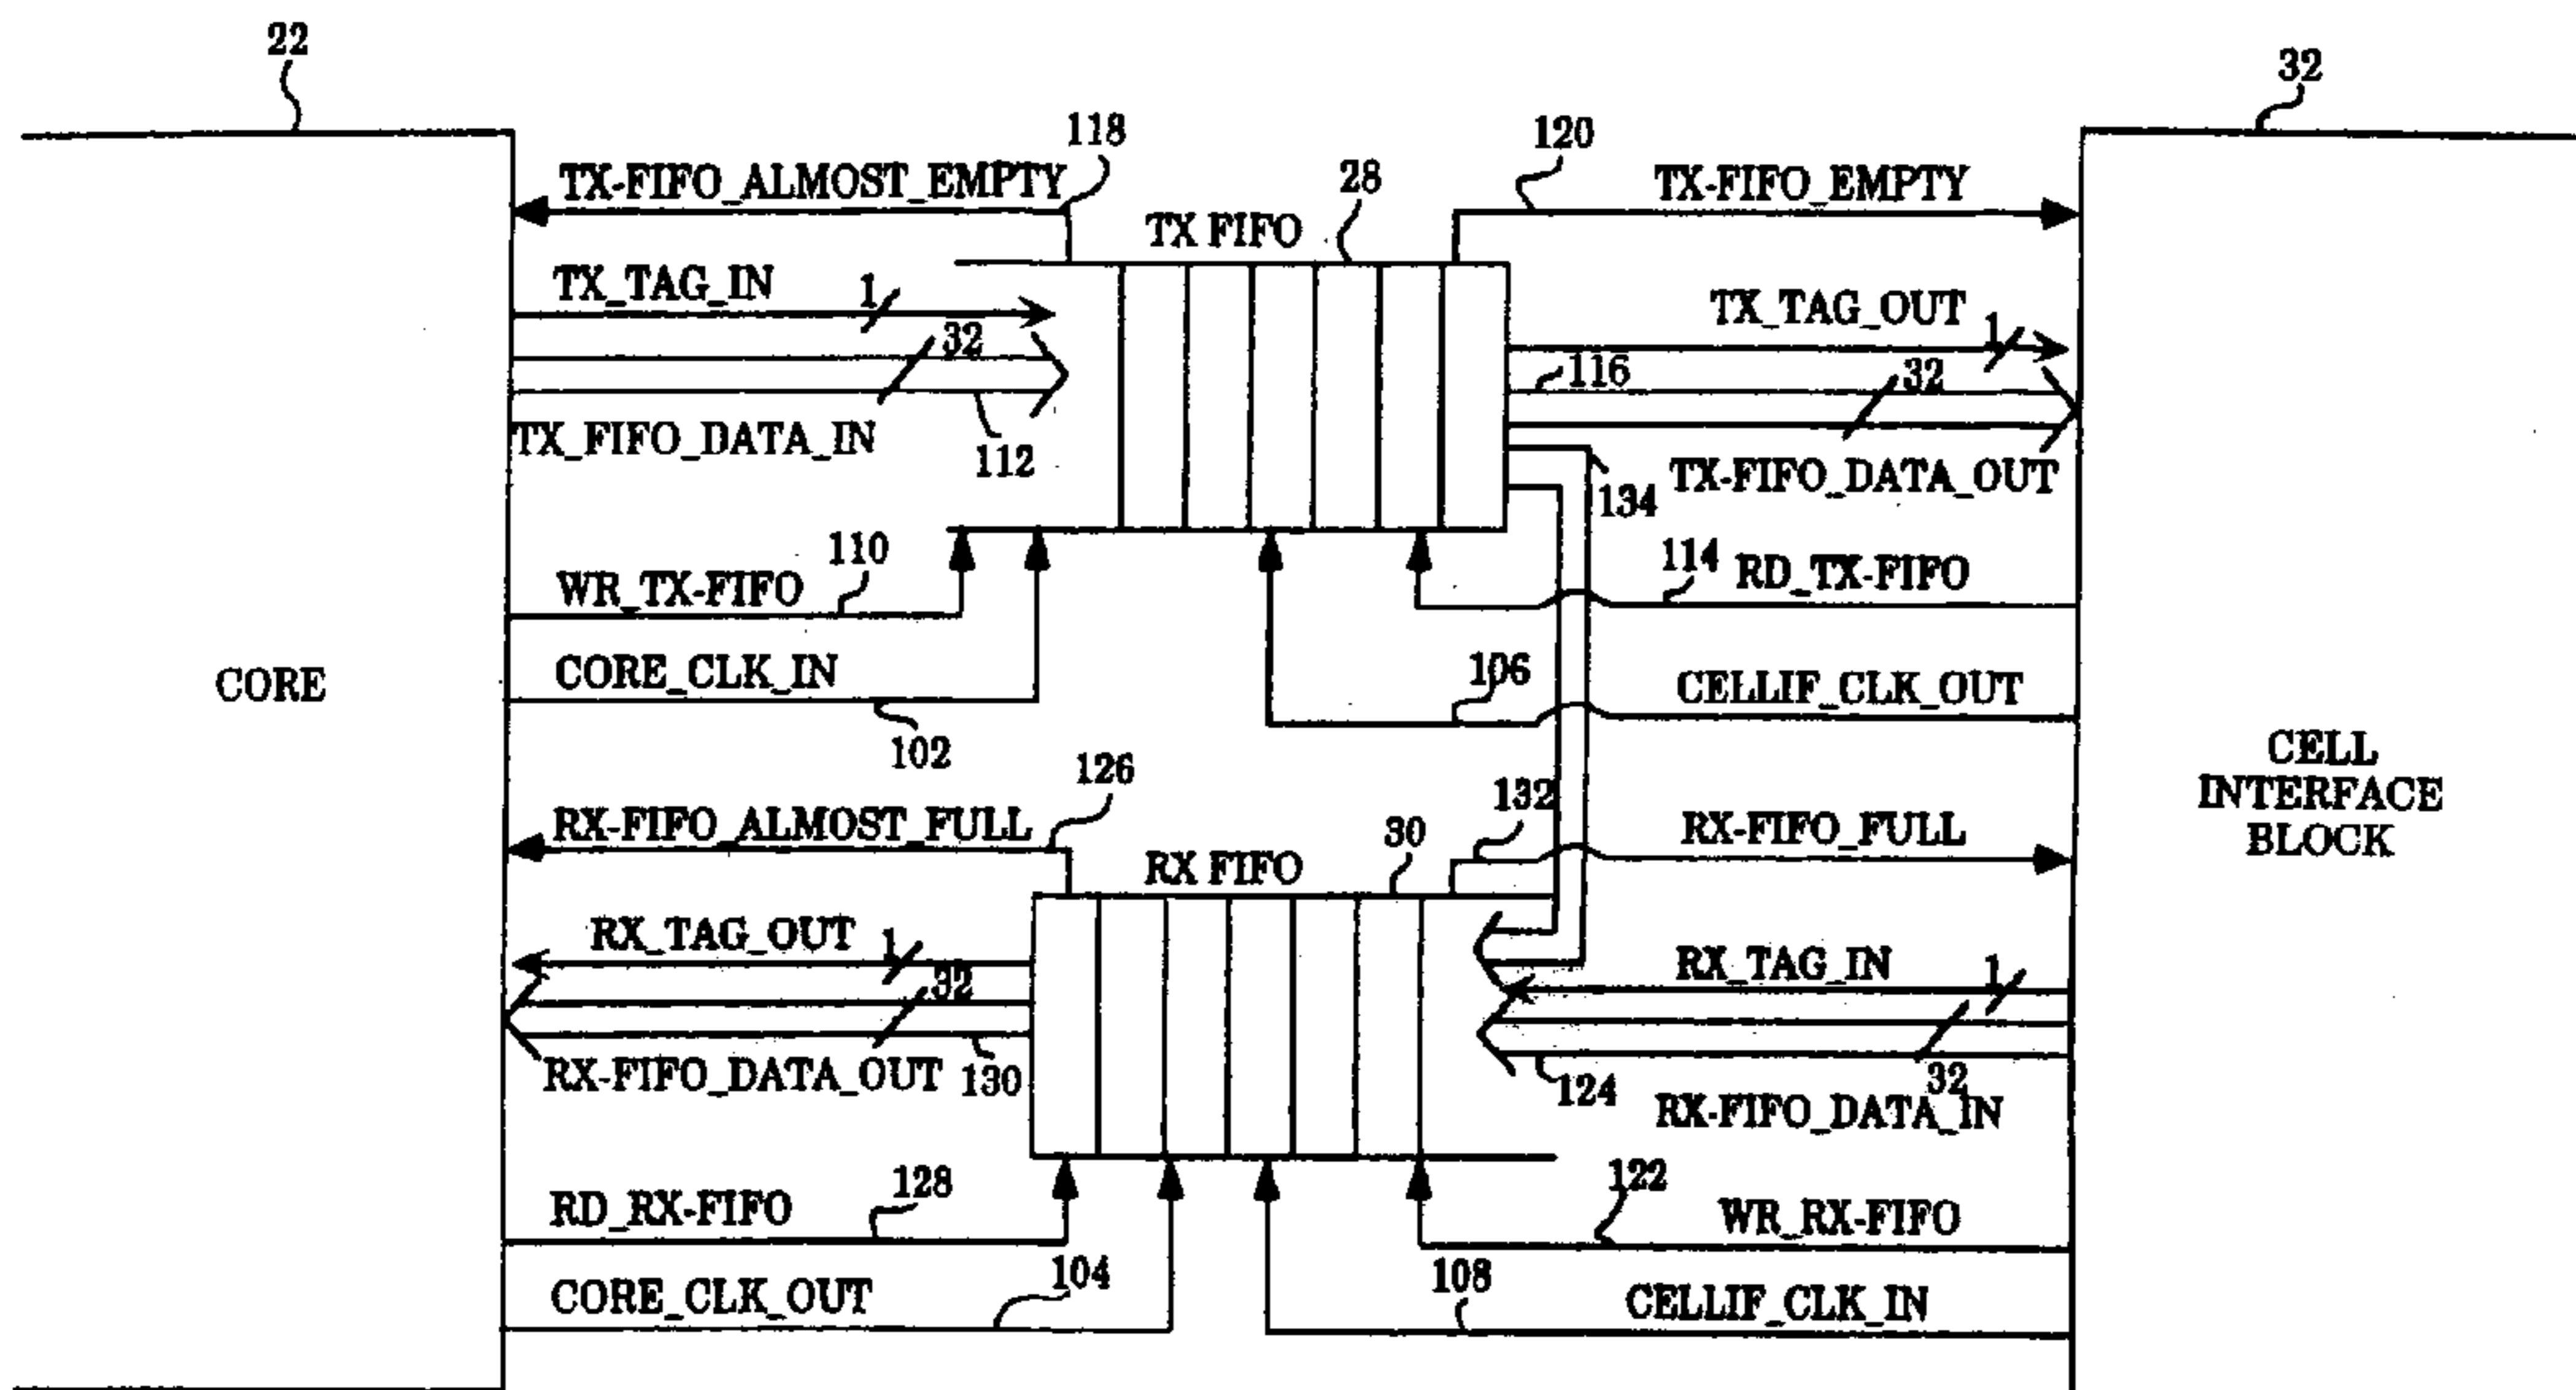 22
32
118
120
TX-FIFO_ALMOST_EMPTY
28
TX-FIFO_EMPTY
TX FIFO
TX_TAG_IN
1
TX_TAG_OUT
1
32
116
32
TX_FIFO_DATA_IN
112
TX-FIFO_DATA_OUT
134
110
114
WR_TX-FIFO
RD_TX-FIFO
CORE_CLK_IN
106
CELLIF_CLK_OUT
CORE
102
CELL
INTERFACE
BLOCK
126
132
RX-FIFO_ALMOST_FULL
30
RX-FIFO_FULL
RX FIFO
RX_TAG_OUT
1
RX_TAG_IN
1
32
RX-FIFO_DATA_OUT
130
124
32
RX-FIFO_DATA_IN
128
122
RD_RX-FIFO
WR_RX-FIFO
104
108
CORE_CLK_OUT
CELLIF_CLK_IN